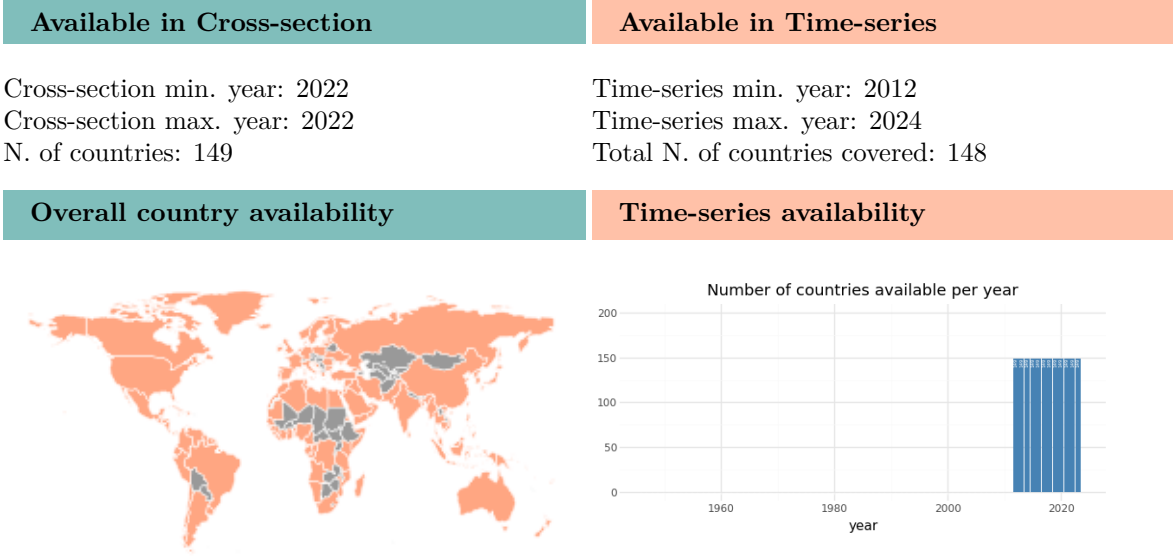 Available in Cross-section
Available in Time-series
Cross-section min. year: 2022
Cross-section max. year: 2022
N. of countries: 149
Time-series min. year: 2012
Time-series max. year: 2024
Total N. of countries covered: 148
Overall country availability
Time-series availability
Number of countries available per year
200
150
100
50
0
1960
1980
2000
2020
year